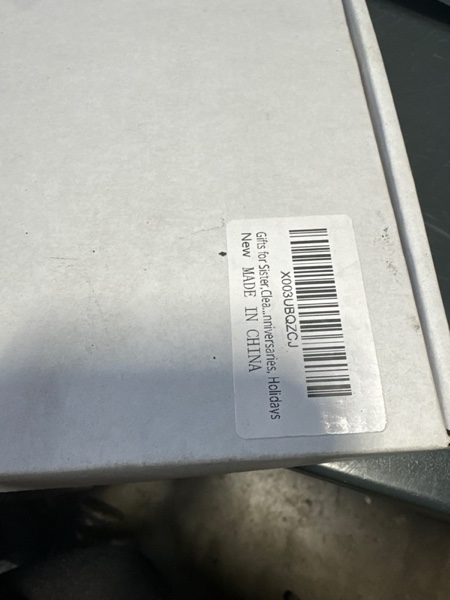 X003UBQZCJ
Gifts for Sister,Clea...nniversaries, Holidays
New MADE IN CHINA